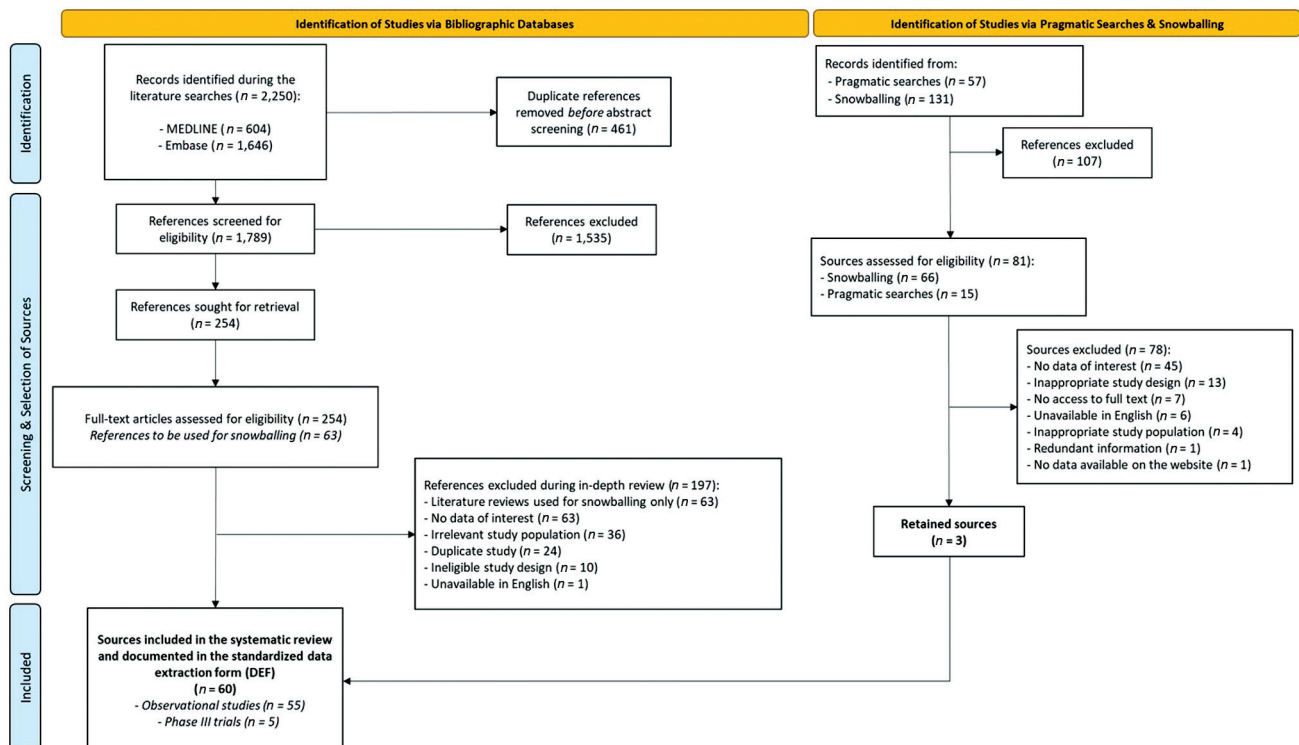 Identification of Studies via Bibliographic Databases
Identification of Studies via Pragmatic Searches & Snowballing
Identification
Records identified during the
literature searches (n = 2,250):
- MEDLINE (n = 604)
- Embase (n = 1,646)
Duplicate references
removed before abstract
screening (n = 461)
Records identified from:
- Pragmatic searches (n = 57)
- Snowballing (n = 131)
References excluded
(n = 107)
Screening & Selection of Sources
References screened for
eligibility (n = 1,789)
References excluded
(n = 1,535)
References sought for retrieval
(n = 254)
Full-text articles assessed for eligibility (n = 254)
References to be used for snowballing (n = 63)
References excluded during in-depth review (n = 197):
- Literature reviews used for snowballing only (n = 63)
- No data of interest (n = 63)
- Irrelevant study population (n = 36)
- Duplicate study (n = 24)
- Ineligible study design (n = 10)
- Unavailable in English (n = 1)
Sources assessed for eligibility (n = 81):
- Snowballing (n = 66)
- Pragmatic searches (n = 15)
Sources excluded (n = 78):
- No data of interest (n = 45)
- Inappropriate study design (n = 13)
- No access to full text (n = 7)
- Unavailable in English (n = 6)
- Inappropriate study population (n = 4)
- Redundant information (n = 1)
- No data available on the website (n = 1)
Retained sources
(n = 3)
Included
Sources included in the systematic review
and documented in the standardized data
extraction form (DEF)
(n = 60)
- Observational studies (n = 55)
- Phase III trials (n = 5)